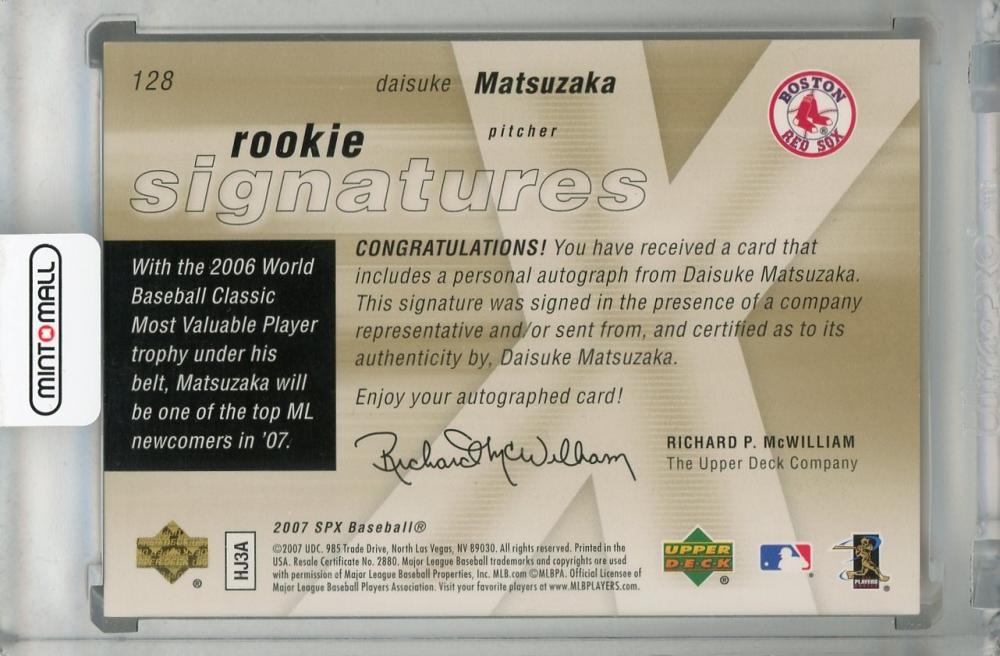 128
daisuke Matsuzaka
pitcher
BOSTON
RED SOX
®
rookie
signatures
With the 2006 World
Baseball Classic
Most Valuable Player
trophy under his
belt, Matsuzaka will
be one of the top ML
newcomers in '07.
CONGRATULATIONS! You have received a card that
includes a personal autograph from Daisuke Matsuzaka.
This signature was signed in the presence of a company
representative and/or sent from, and certified as to its
authenticity by, Daisuke Matsuzaka.
Enjoy your autographed card!
Richard McWilliam
RICHARD P. McWILLIAM
The Upper Deck Company
MINTOMALL
HJ3A
2007 SPX Baseball®
©2007 UDC. 985 Trade Drive, North Las Vegas, NV 89030. All rights reserved. Printed in the
USA. Resale Certificate No. 2880. Major League Baseball trademarks and copyrights are used
with permission of Major League Baseball Properties, Inc. MLB.com ©MLBPA. Official Licensee of
Major League Baseball Players Association. Visit your favorite players at www.MLBPLAYERS.com.
®
UPPER
DECK
®
PLAYERS